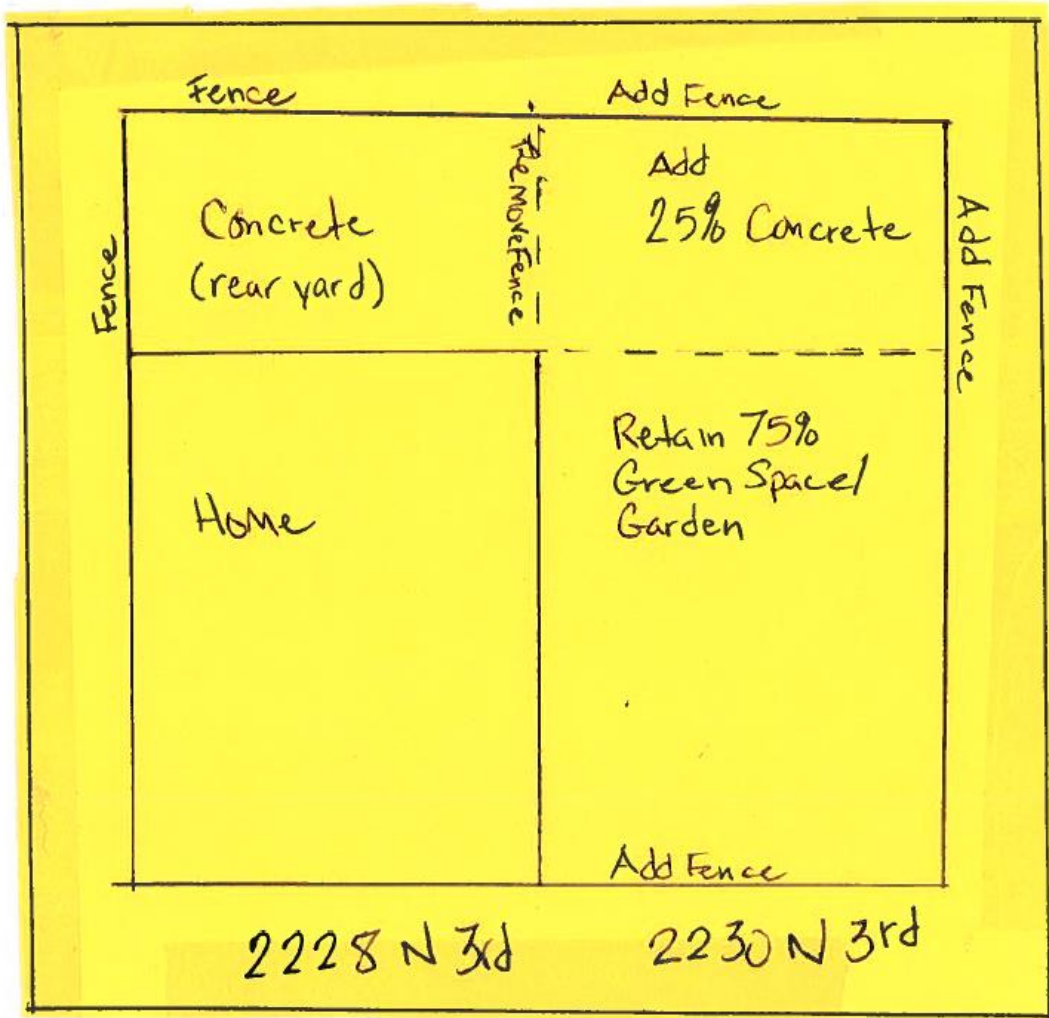 Fence
Add Fence
Fence
Concrete
(rear yard)
Remove Fence
Add
25% Concrete
Add Fence
Home
Retain 75%
Green Space/
Garden
Add Fence
2228 N 3rd
2230 N 3rd